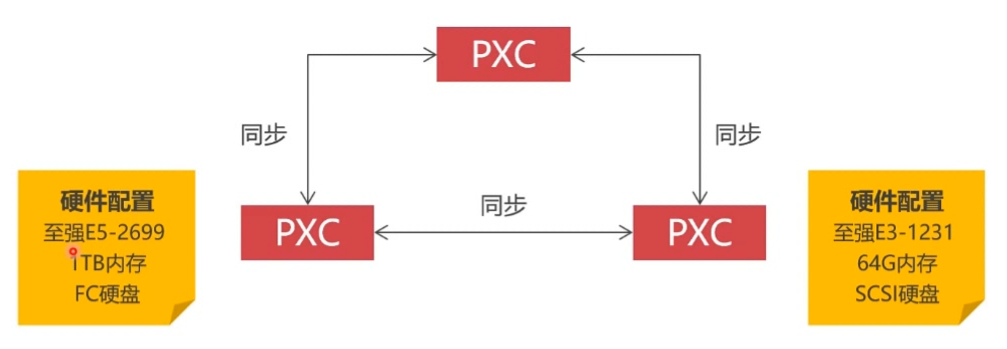 PXC
同步
同步
硬件配置
至强E5-2699
1TB内存
FC硬盘
PXC
同步
PXC
硬件配置
至强E3-1231
64G内存
SCSI硬盘